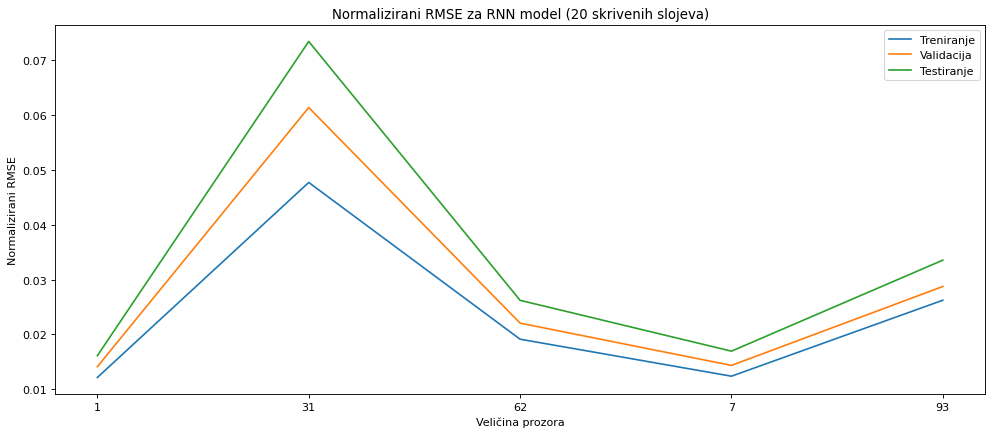 Normalizirani RMSE za RNN model (20 skrivenih slojeva)
Treniranje
Validacija
Testiranje
Normalizirani RMSE
0.07
0.06
0.05
0.04
0.03
0.02
0.01
1 31 62 7 93
Veličina prozora